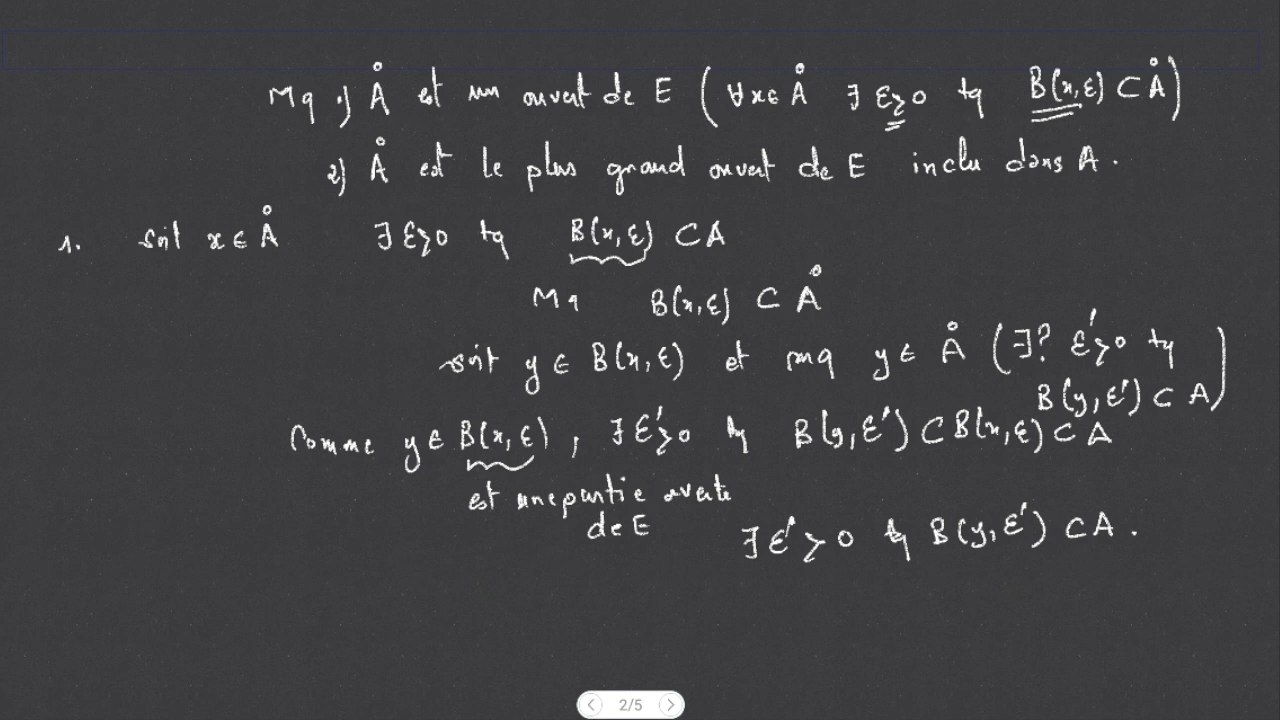 Mq 1) Å est un ouvert de E ( ∀x∈ Å ∃ ε>0 tq B(x,ε) ⊂ Å )
2) Å est le plus grand ouvert de E inclu dans A .
1. soit x ∈ Å ∃ ε>0 tq B(x,ε) ⊂ A
Mq B(x,ε) ⊂ Å
soit y ∈ B(x,ε) et mq y ∈ Å ( ∃? ε'>0 tq
B(y,ε') ⊂ A )
Comme y ∈ B(x,ε) , ∃ ε'>0 tq B(y,ε') ⊂ B(x,ε) ⊂ A
est une partie ouverte
de E
∃ ε' > 0 tq B(y,ε') ⊂ A .
2/5